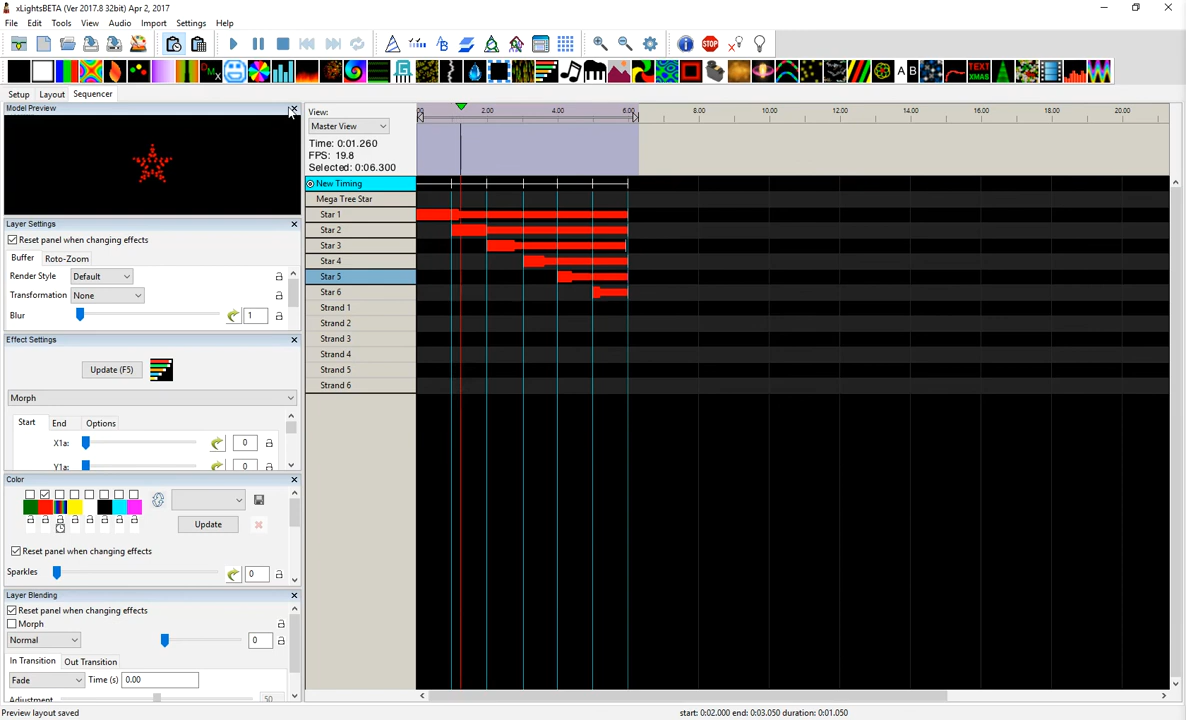 xLightsBETA (Ver 2017.8 32bit) Apr 2, 2017
File Edit Tools View Audio Import Settings Help
Setup Layout Sequencer
Model Preview
Layer Settings
Reset panel when changing effects
Buffer Roto-Zoom
Render Style Default
Transformation None
Blur 1
Effect Settings
Update (F5)
Morph
Start End Options
X1a: 0
Y1a: 0
Color
Update
Reset panel when changing effects
Sparkles 0
Layer Blending
Reset panel when changing effects
Morph
Normal 0
In Transition Out Transition
Fade Time (s) 0.00
Adjustment 50
Preview layout saved
View:
Master View
Time: 0:01.260
FPS: 19.8
Selected: 0:06.300
2.00 4.00 6.00 8.00 10.00 12.00 14.00 16.00 18.00 20.00
New Timing
Mega Tree Star
Star 1
Star 2
Star 3
Star 4
Star 5
Star 6
Strand 1
Strand 2
Strand 3
Strand 4
Strand 5
Strand 6
start: 0:02.000 end: 0:03.050 duration: 0:01.050